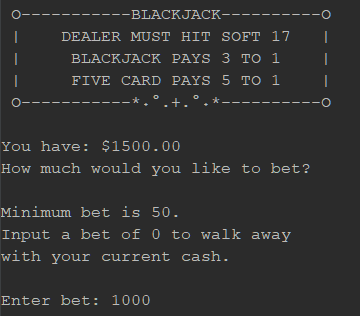 O-----------BLACKJACK----------O
|    DEALER MUST HIT SOFT 17   |
|     BLACKJACK PAYS 3 TO 1    |
|     FIVE CARD PAYS 5 TO 1    |
O-----------*.°.+.°.*----------O
You have: $1500.00
How much would you like to bet?
Minimum bet is 50.
Input a bet of 0 to walk away
with your current cash.
Enter bet: 1000